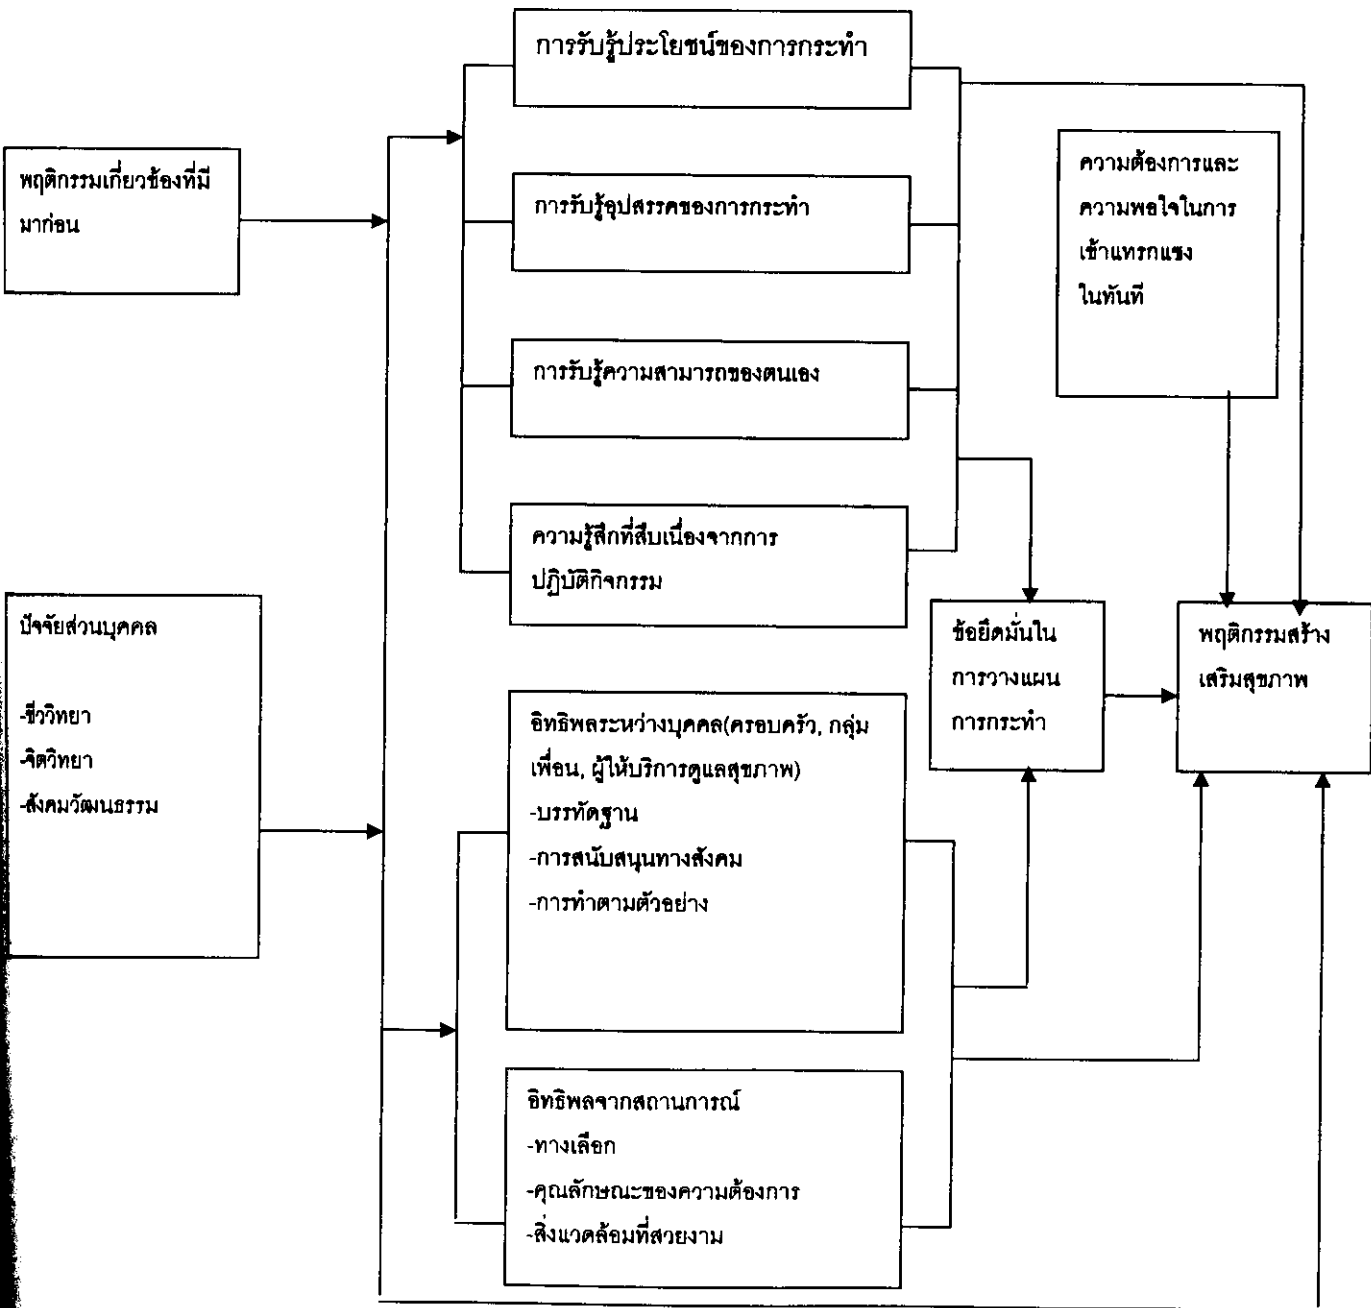 การรับรู้ประโยชน์ของการกระทำ
พฤติกรรมเกี่ยวข้องที่มี
มาก่อน
การรับรู้อุปสรรคของการกระทำ
ความต้องการและ
ความพอใจในการ
เข้าแทรกแซง
ในทันที
การรับรู้ความสามารถของตนเอง
ความรู้สึกที่สืบเนื่องจากการ
ปฏิบัติกิจกรรม
ปัจจัยส่วนบุคคล
-ชีววิทยา
-จิตวิทยา
-สังคมวัฒนธรรม
ข้อยึดมั่นใน
การวางแผน
การกระทำ
พฤติกรรมสร้าง
เสริมสุขภาพ
อิทธิพลระหว่างบุคคล(ครอบครัว, กลุ่ม
เพื่อน, ผู้ให้บริการดูแลสุขภาพ)
-บรรทัดฐาน
-การสนับสนุนทางสังคม
-การทำตามตัวอย่าง
อิทธิพลจากสถานการณ์
-ทางเลือก
-คุณลักษณะของความต้องการ
-สิ่งแวดล้อมที่สวยงาม